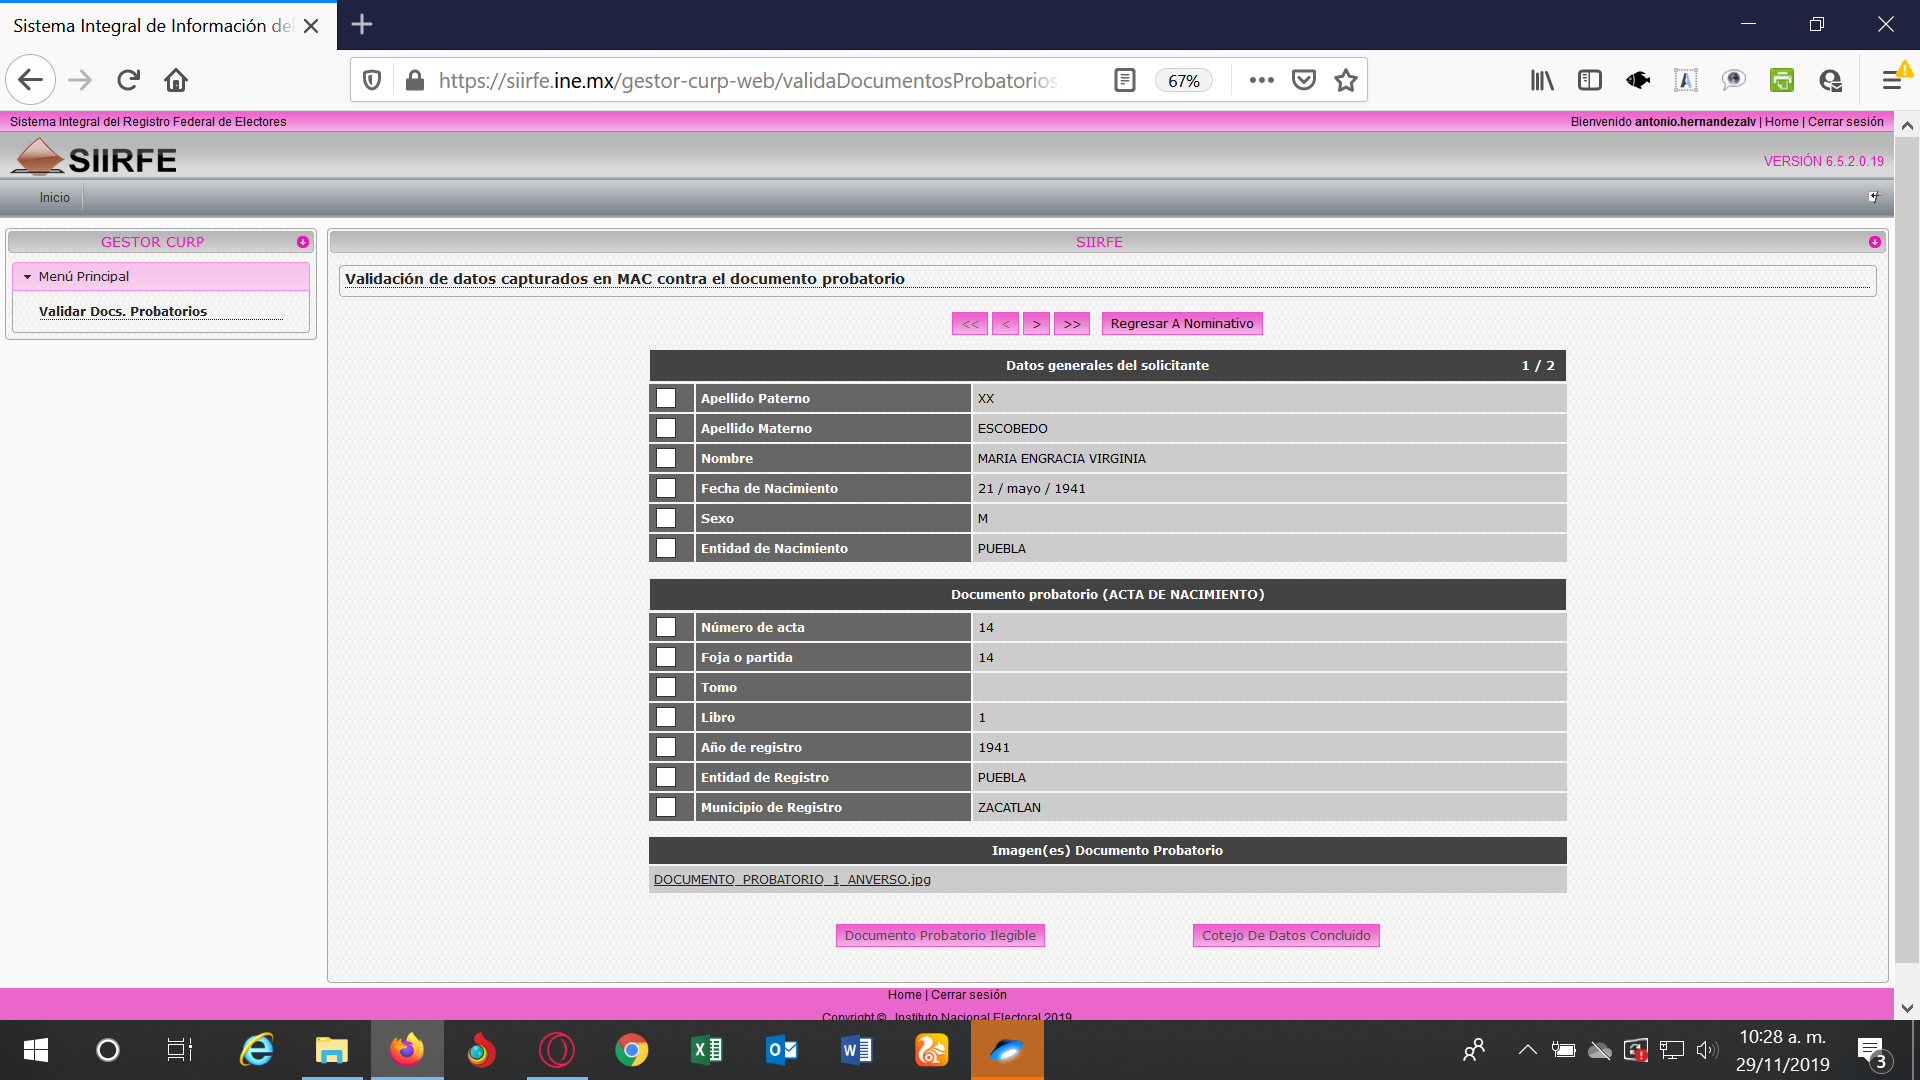 Sistema Integral de Información del
https://siirfe.ine.mx/gestor-curp-web/validaDocumentosProbatorios
67%
Sistema Integral del Registro Federal de Electores
Bienvenido antonio.hernandezalv | Home | Cerrar sesión
SIIRFE
VERSIÓN 6.5.2.0.19
Inicio
GESTOR CURP
SIIRFE
Menú Principal
Validar Docs. Probatorios
Validación de datos capturados en MAC contra el documento probatorio
<< < > >> Regresar A Nominativo
Datos generales del solicitante 1 / 2
Apellido Paterno XX
Apellido Materno ESCOBEDO
Nombre MARIA ENGRACIA VIRGINIA
Fecha de Nacimiento 21 / mayo / 1941
Sexo M
Entidad de Nacimiento PUEBLA
Documento probatorio (ACTA DE NACIMIENTO)
Número de acta 14
Foja o partida 14
Tomo
Libro 1
Año de registro 1941
Entidad de Registro PUEBLA
Municipio de Registro ZACATLAN
Imagen(es) Documento Probatorio
DOCUMENTO_PROBATORIO_1_ANVERSO.jpg
Documento Probatorio Ilegible
Cotejo De Datos Concluido
Home | Cerrar sesión
Copyright © Instituto Nacional Electoral 2019
10:28 a. m.
29/11/2019
3